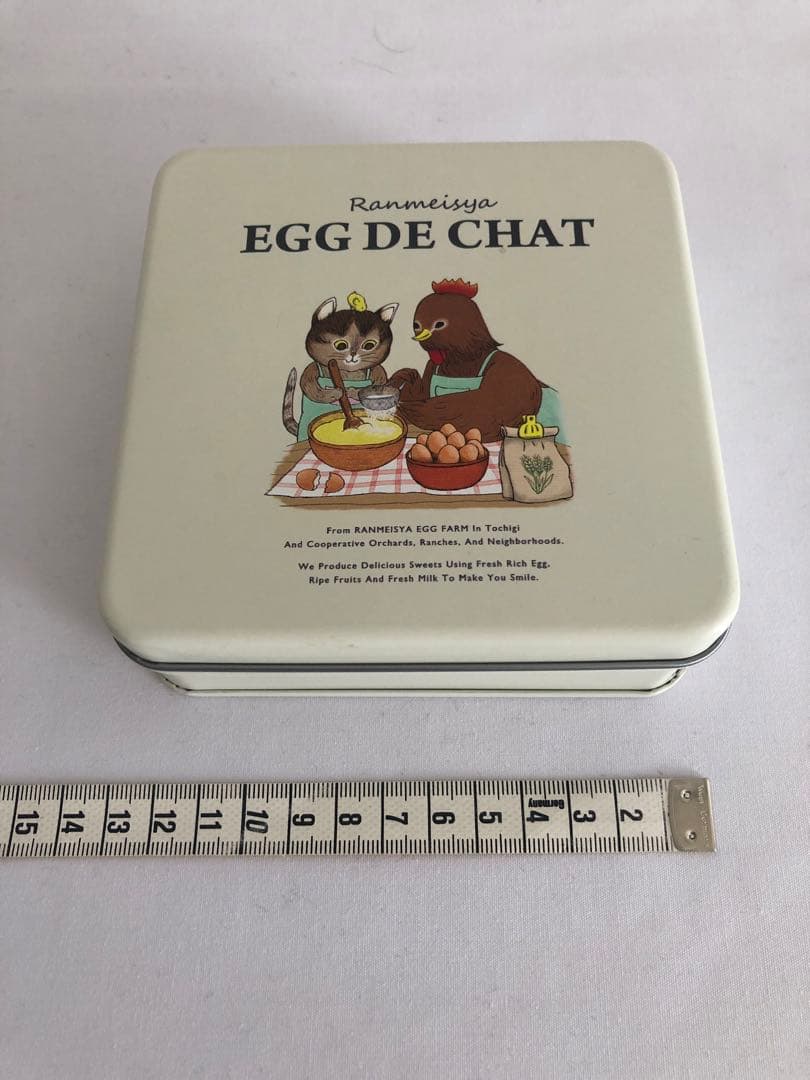 Ranmeisya
EGG DE CHAT
From RANMEISYA EGG FARM In Tochigi
And Cooperative Orchards, Ranches, And Neighborhoods.
We Produce Delicious Sweets Using Fresh Rich Egg,
Ripe Fruits And Fresh Milk To Make You Smile.
15 14 13 12 11 10 9 8 7 6 5 4 Germany 3 2